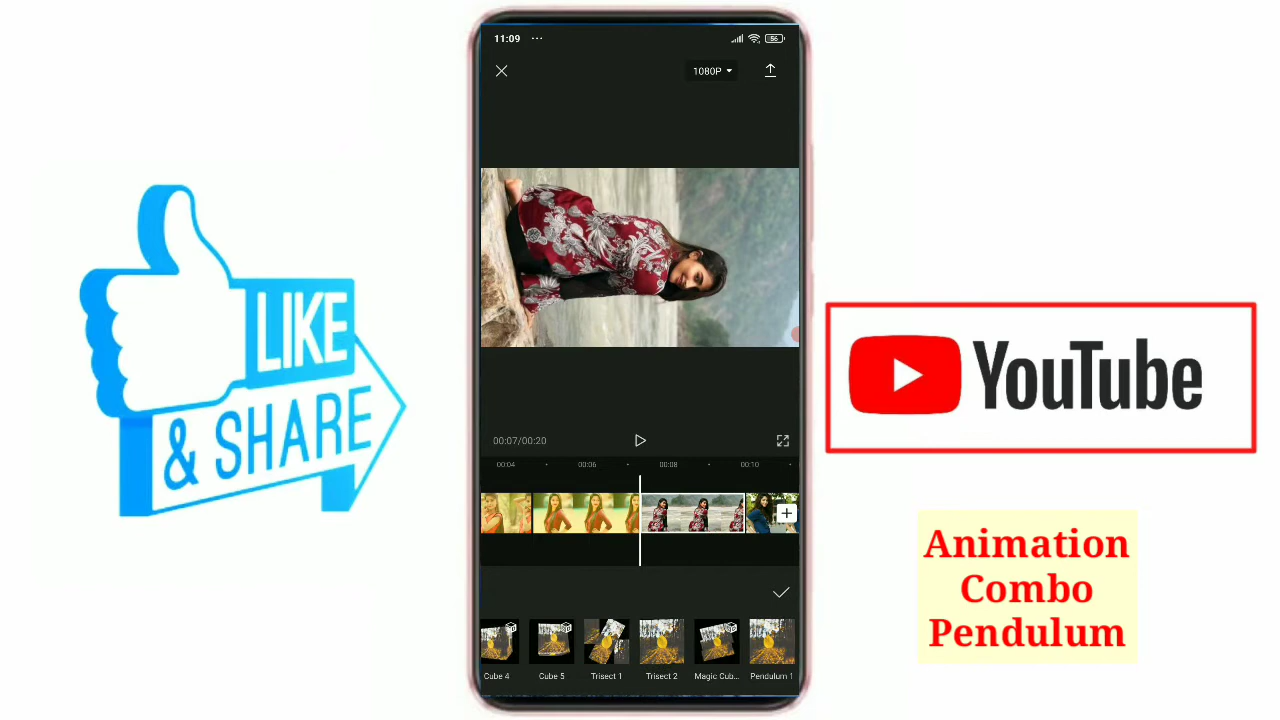 11:09 ... 56
1080P
LIKE
& SHARE
YouTube
00:07/00:20
00:04 00:06 00:08 00:10
Animation
Combo
Pendulum
Cube 4 Cube 5 Trisect 1 Trisect 2 Magic Cub... Pendulum 1